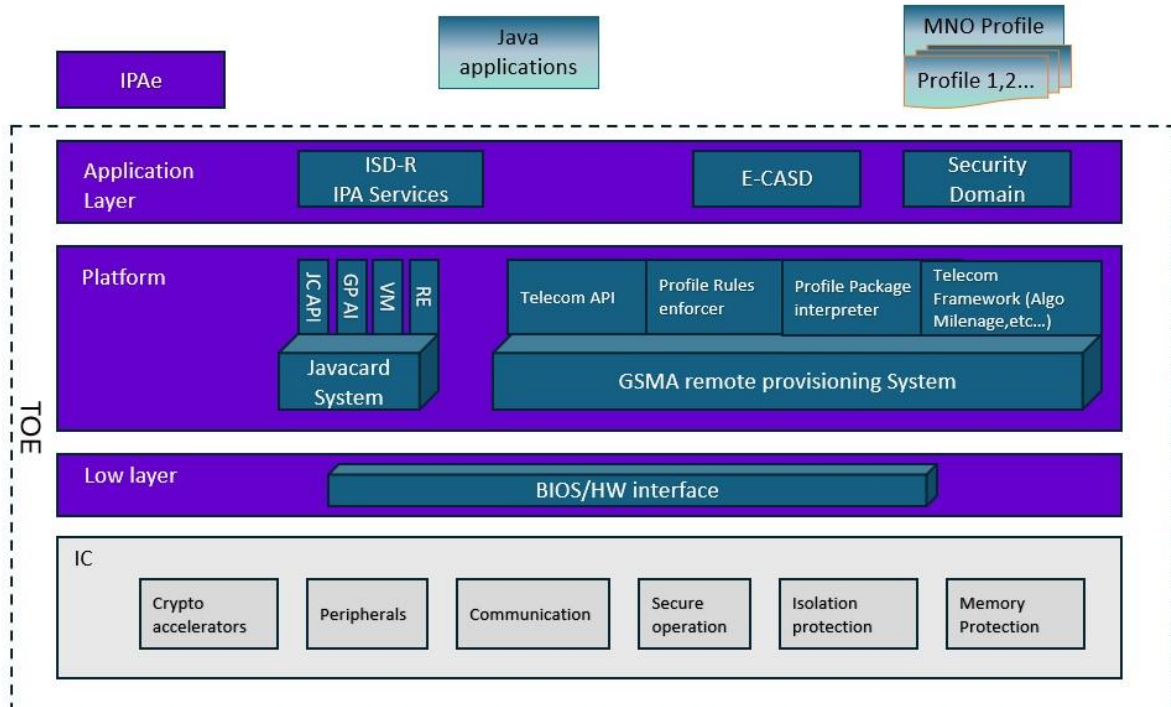 IPAe
Java
applications
MNO Profile
Profile 1,2...
TOE
Application
Layer
ISD-R
IPA Services
E-CASD
Security
Domain
Platform
JC API
GP AI
VM
RE
Telecom API
Profile Rules
enforcer
Profile Package
interpreter
Telecom
Framework (Algo
Milenage,etc...)
Javacard
System
GSMA remote provisioning System
Low layer
BIOS/HW interface
IC
Crypto
accelerators
Peripherals
Communication
Secure
operation
Isolation
protection
Memory
Protection